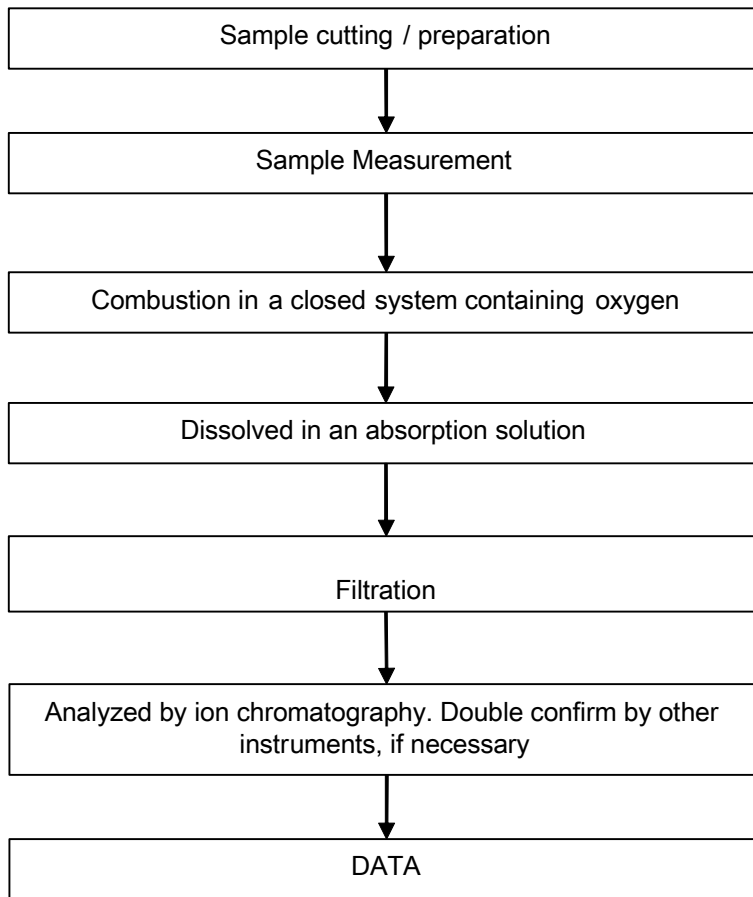 Sample cutting / preparation
Sample Measurement
Combustion in a closed system containing oxygen
Dissolved in an absorption solution
Filtration
Analyzed by ion chromatography. Double confirm by other
instruments, if necessary
DATA